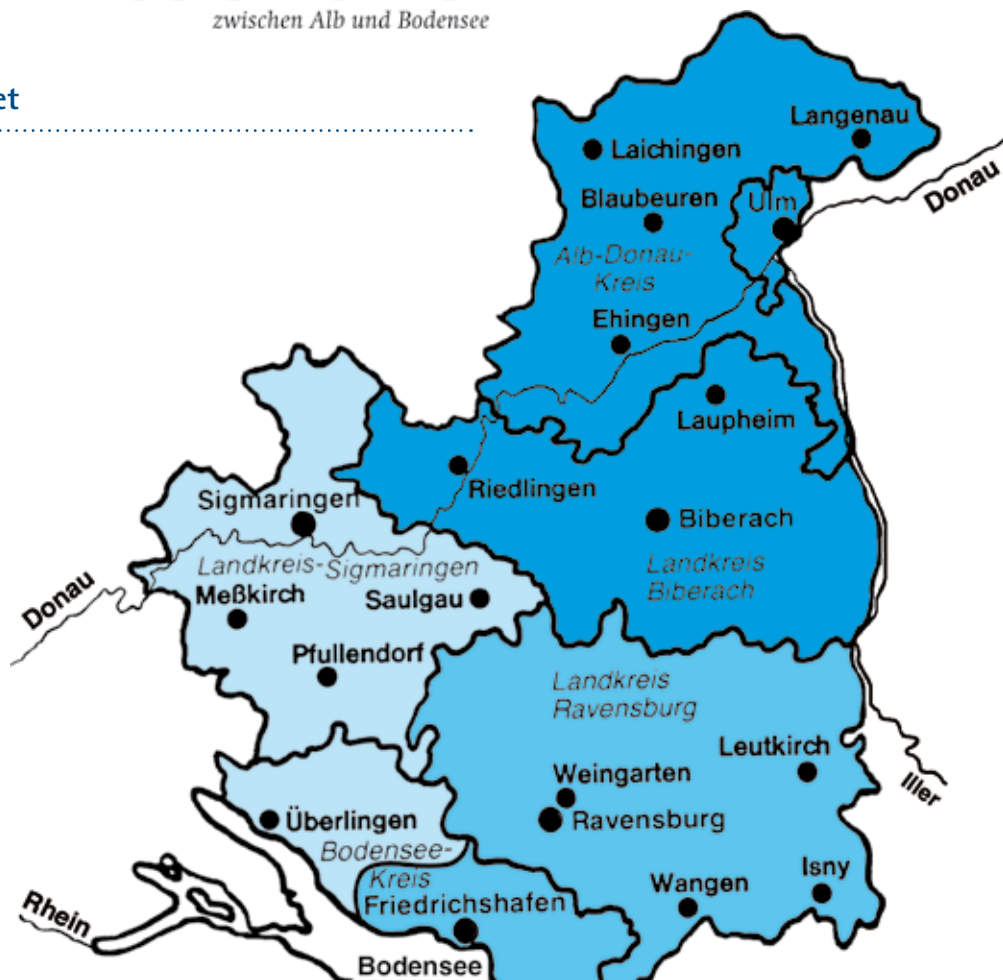 zwischen Alb und Bodensee
et
Langenau
Laichingen
Donau
Blaubeuren
Ulm
Alb-Donau-
Kreis
Ehingen
Laupheim
Riedlingen
Sigmaringen
Biberach
Landkreis-Sigmaringen
Landkreis
Biberach
Donau
Meßkirch
Saulgau
Pfullendorf
Landkreis
Ravensburg
Leutkirch
Weingarten
Iller
Überlingen
Ravensburg
Bodensee-
Kreis
Isny
Wangen
Friedrichshafen
Rhein
Bodensee